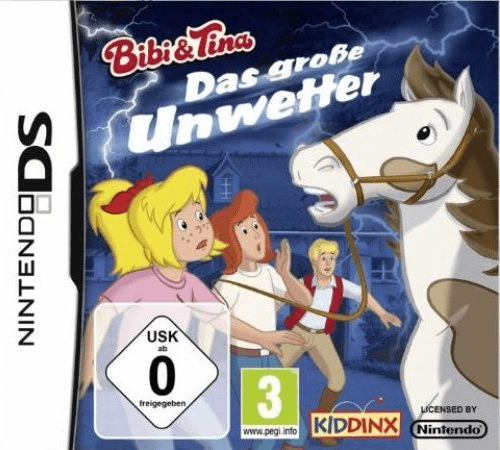 Bibi & Tina
Das große
Unwetter
NINTENDO DS
USK
ab
0
freigegeben
3
www.pegi.info
KIDDINX
LICENSED BY
Nintendo